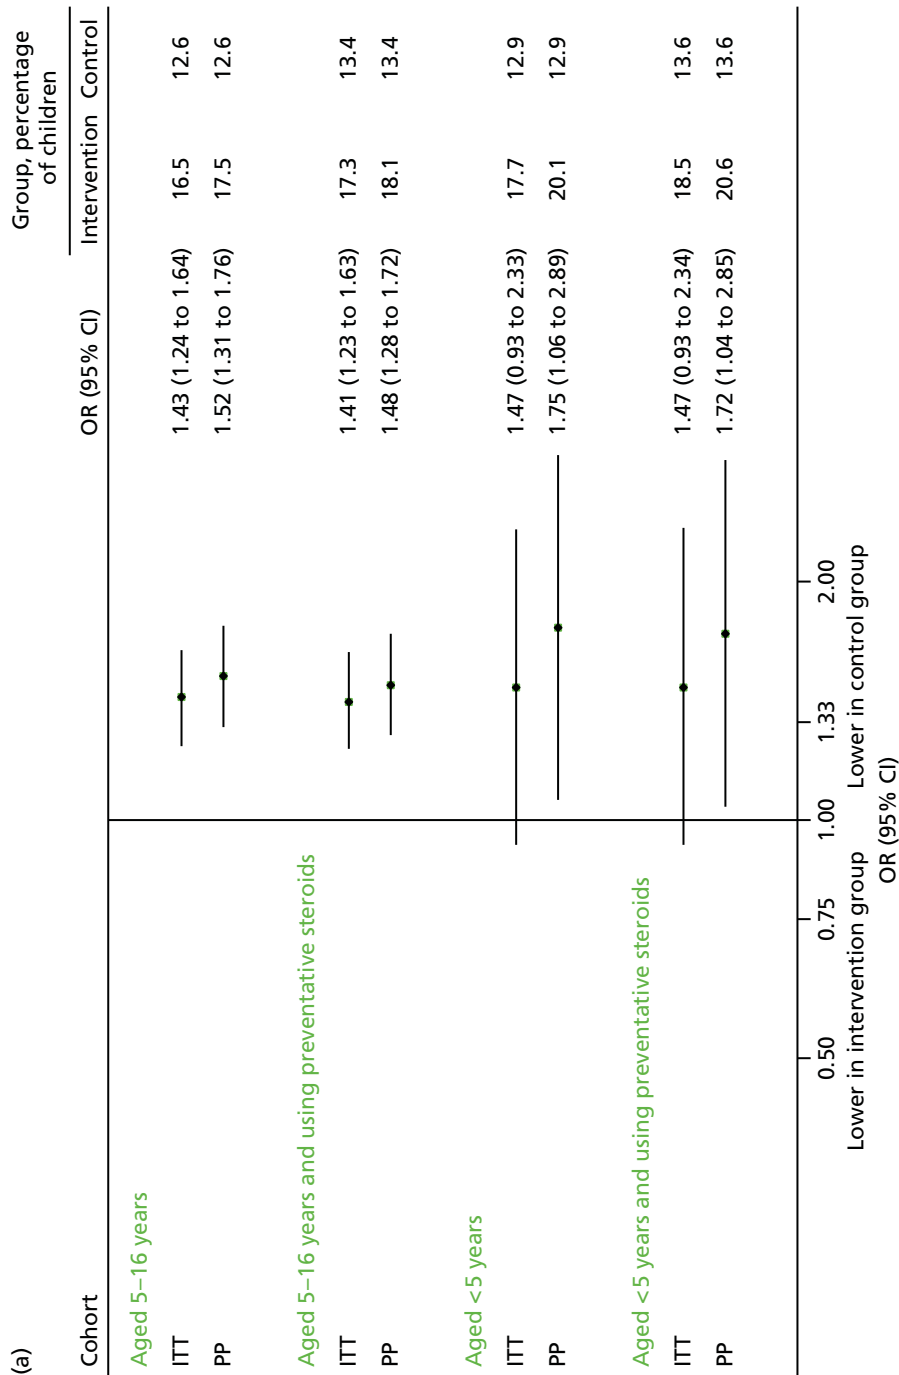 (a)
Group, percentage
of children
Cohort OR (95% CI) Intervention Control
Aged 5–16 years
ITT 1.43 (1.24 to 1.64) 16.5 12.6
PP 1.52 (1.31 to 1.76) 17.5 12.6
Aged 5–16 years and using preventative steroids
ITT 1.41 (1.23 to 1.63) 17.3 13.4
PP 1.48 (1.28 to 1.72) 18.1 13.4
Aged <5 years
ITT 1.47 (0.93 to 2.33) 17.7 12.9
PP 1.75 (1.06 to 2.89) 20.1 12.9
Aged <5 years and using preventative steroids
ITT 1.47 (0.93 to 2.34) 18.5 13.6
PP 1.72 (1.04 to 2.85) 20.6 13.6
0.50 0.75 1.00 1.33 2.00
Lower in intervention group Lower in control group
OR (95% CI)